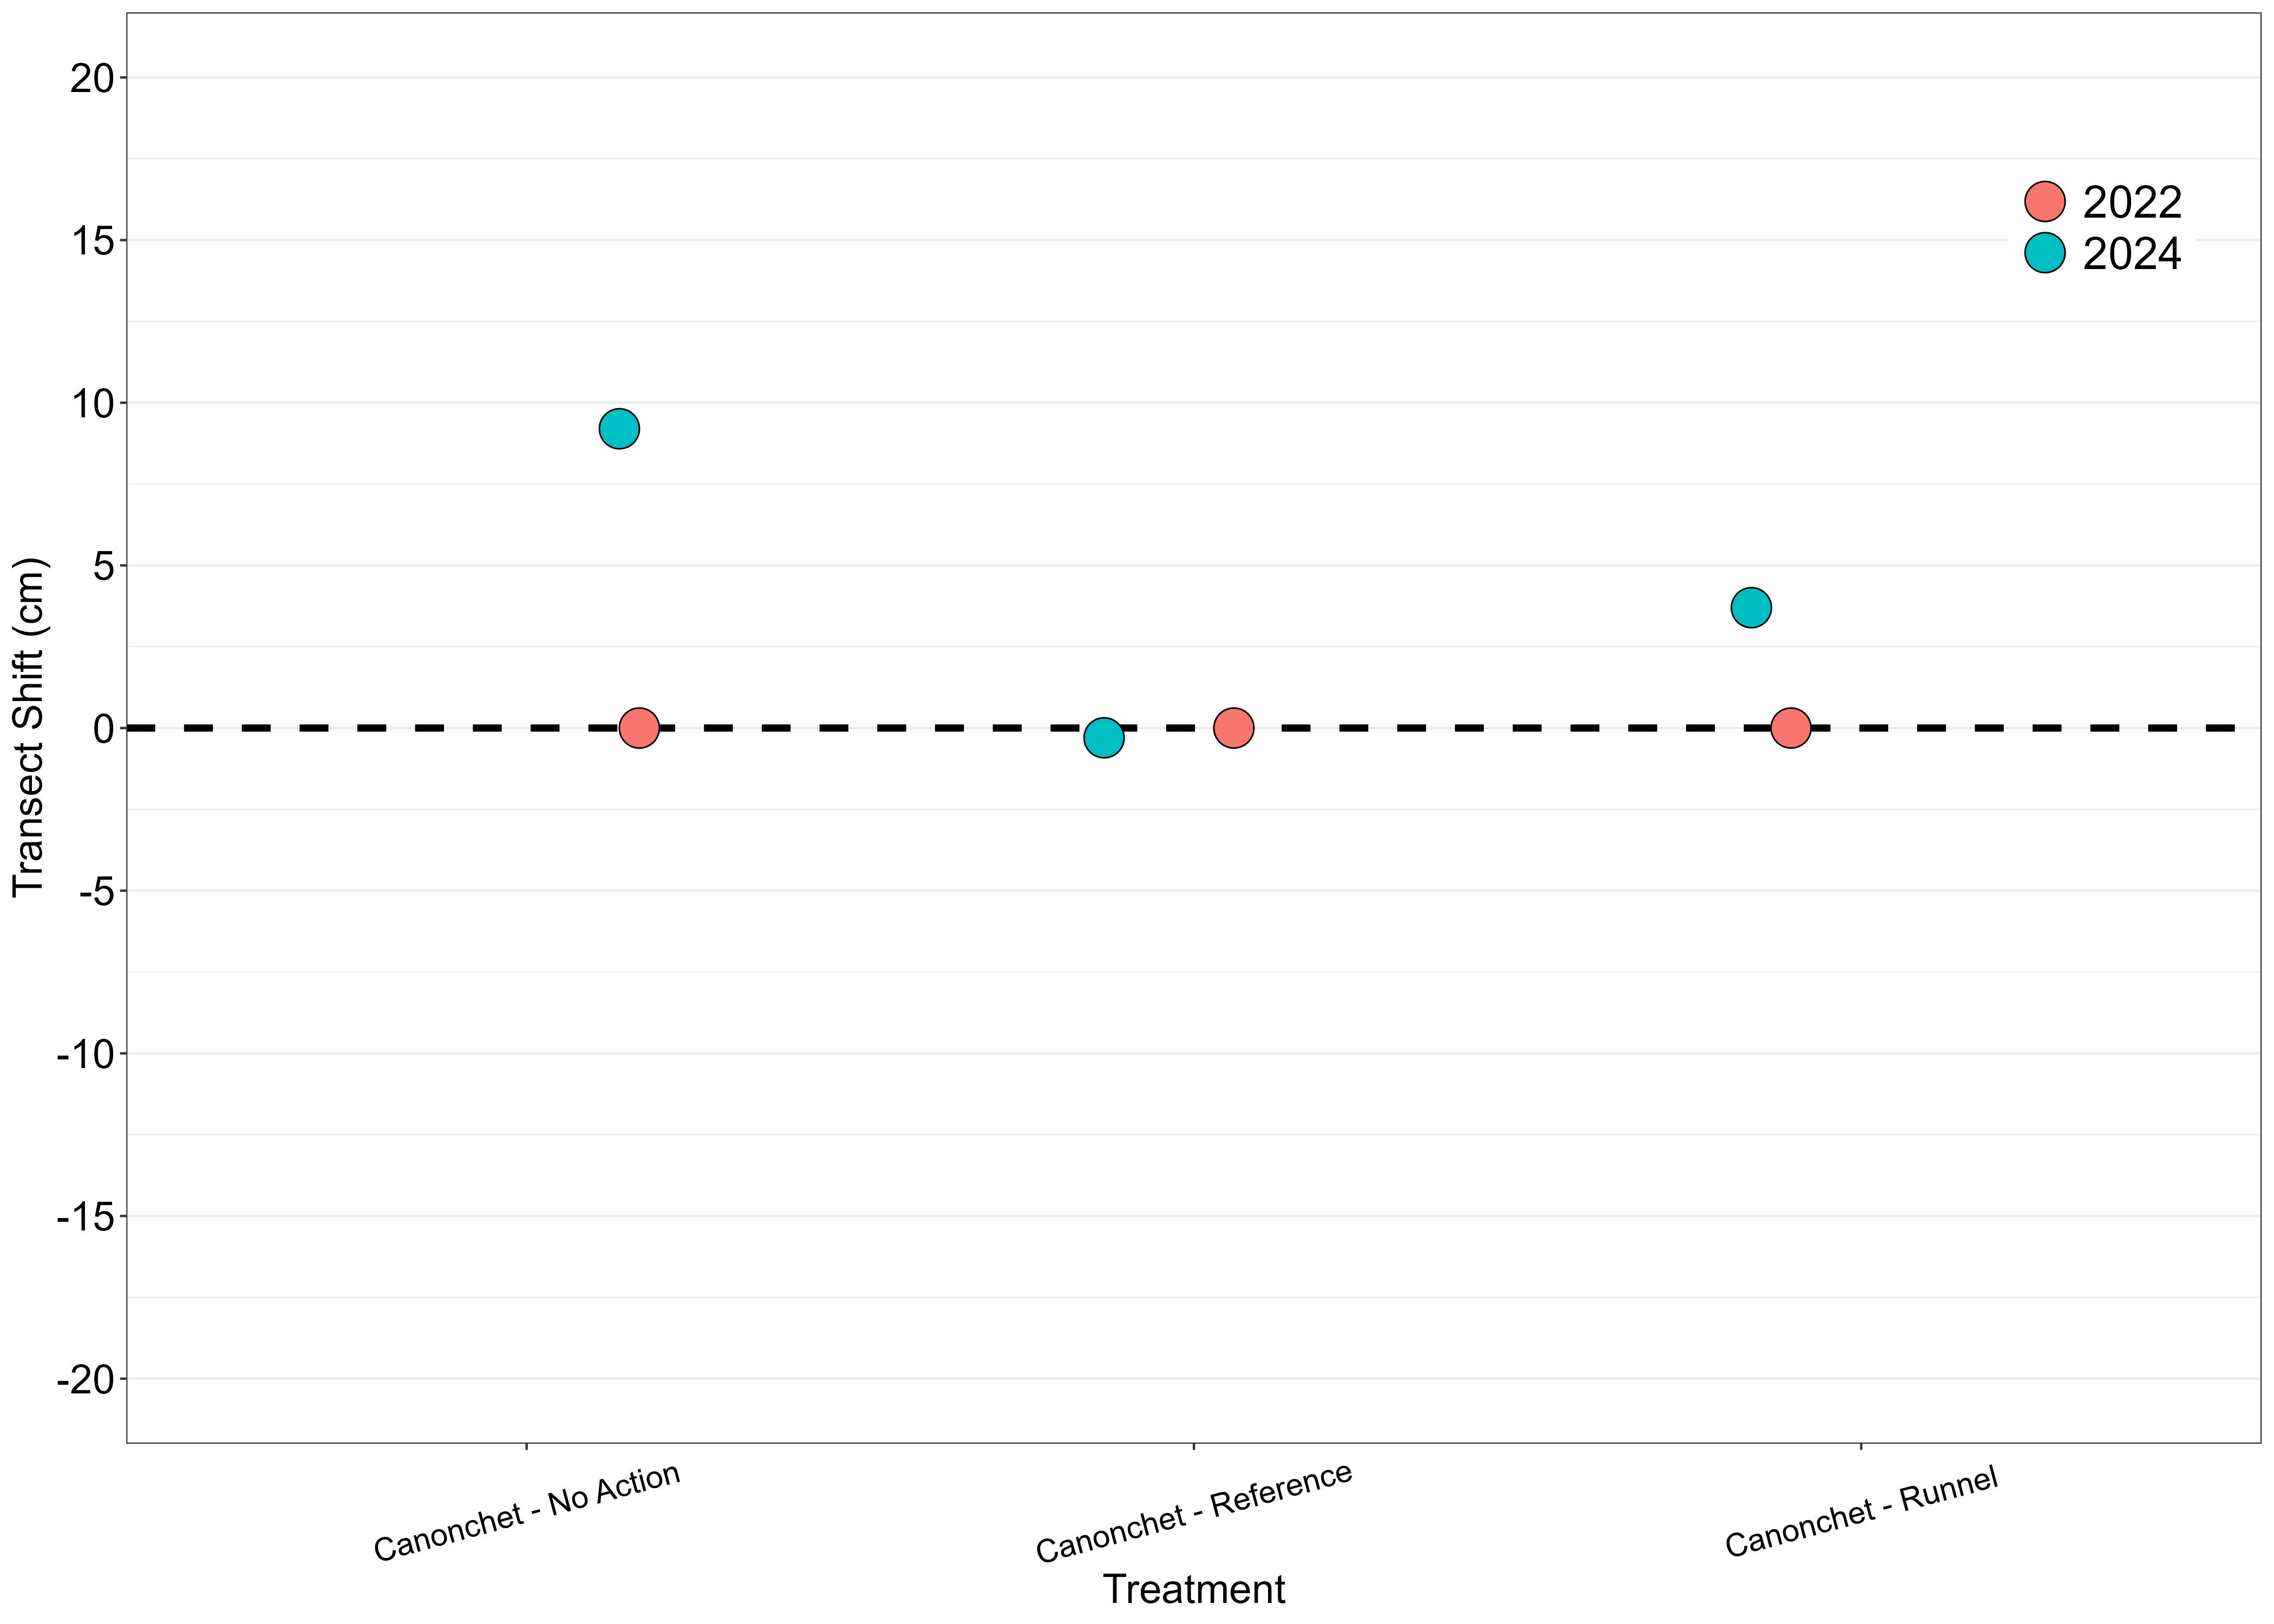 Transect Shift (cm)
20
15
10
5
0
-5
-10
-15
-20
2022
2024
Canonchet - No Action
Canonchet - Reference
Canonchet - Runnel
Treatment